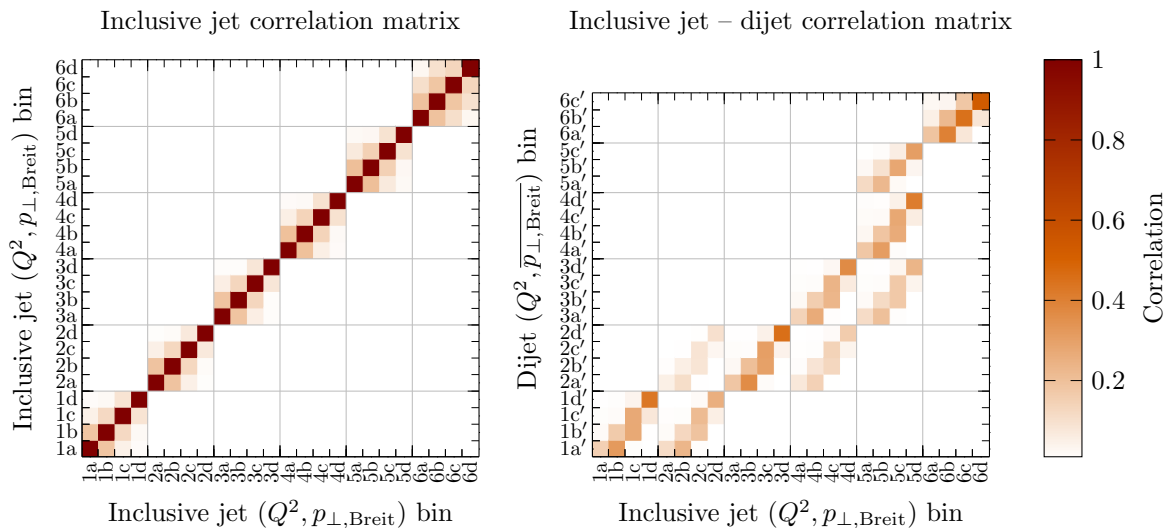 Inclusive jet correlation matrix
Inclusive jet (Q², p⊥,Breit) bin
6d
6c
6b
6a
5d
5c
5b
5a
4d
4c
4b
4a
3d
3c
3b
3a
2d
2c
2b
2a
1d
1c
1b
1a
1a 1b 1c 1d 2a 2b 2c 2d 3a 3b 3c 3d 4a 4b 4c 4d 5a 5b 5c 5d 6a 6b 6c 6d
Inclusive jet (Q², p⊥,Breit) bin
Inclusive jet – dijet correlation matrix
Dijet (Q², p⊥,Breit) bin
6c′
6b′
6a′
5c′
5b′
5a′
4d′
4c′
4b′
4a′
3d′
3c′
3b′
3a′
2d′
2c′
2b′
2a′
1d′
1c′
1b′
1a′
1a 1b 1c 1d 2a 2b 2c 2d 3a 3b 3c 3d 4a 4b 4c 4d 5a 5b 5c 5d 6a 6b 6c 6d
Inclusive jet (Q², p⊥,Breit) bin
1
0.8
0.6
0.4
0.2
Correlation